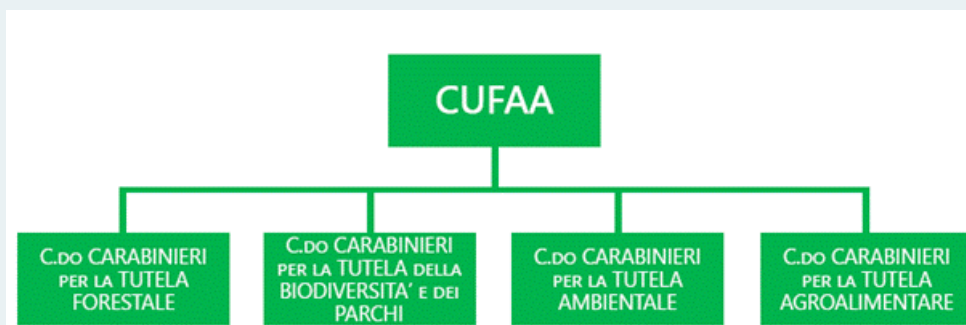 CUFAA
C.DO CARABINIERI
PER LA TUTELA
FORESTALE
C.DO CARABINIERI
PER LA TUTELA DELLA
BIODIVERSITA' E DEI
PARCHI
C.DO CARABINIERI
PER LA TUTELA
AMBIENTALE
C.DO CARABINIERI
PER LA TUTELA
AGROALIMENTARE